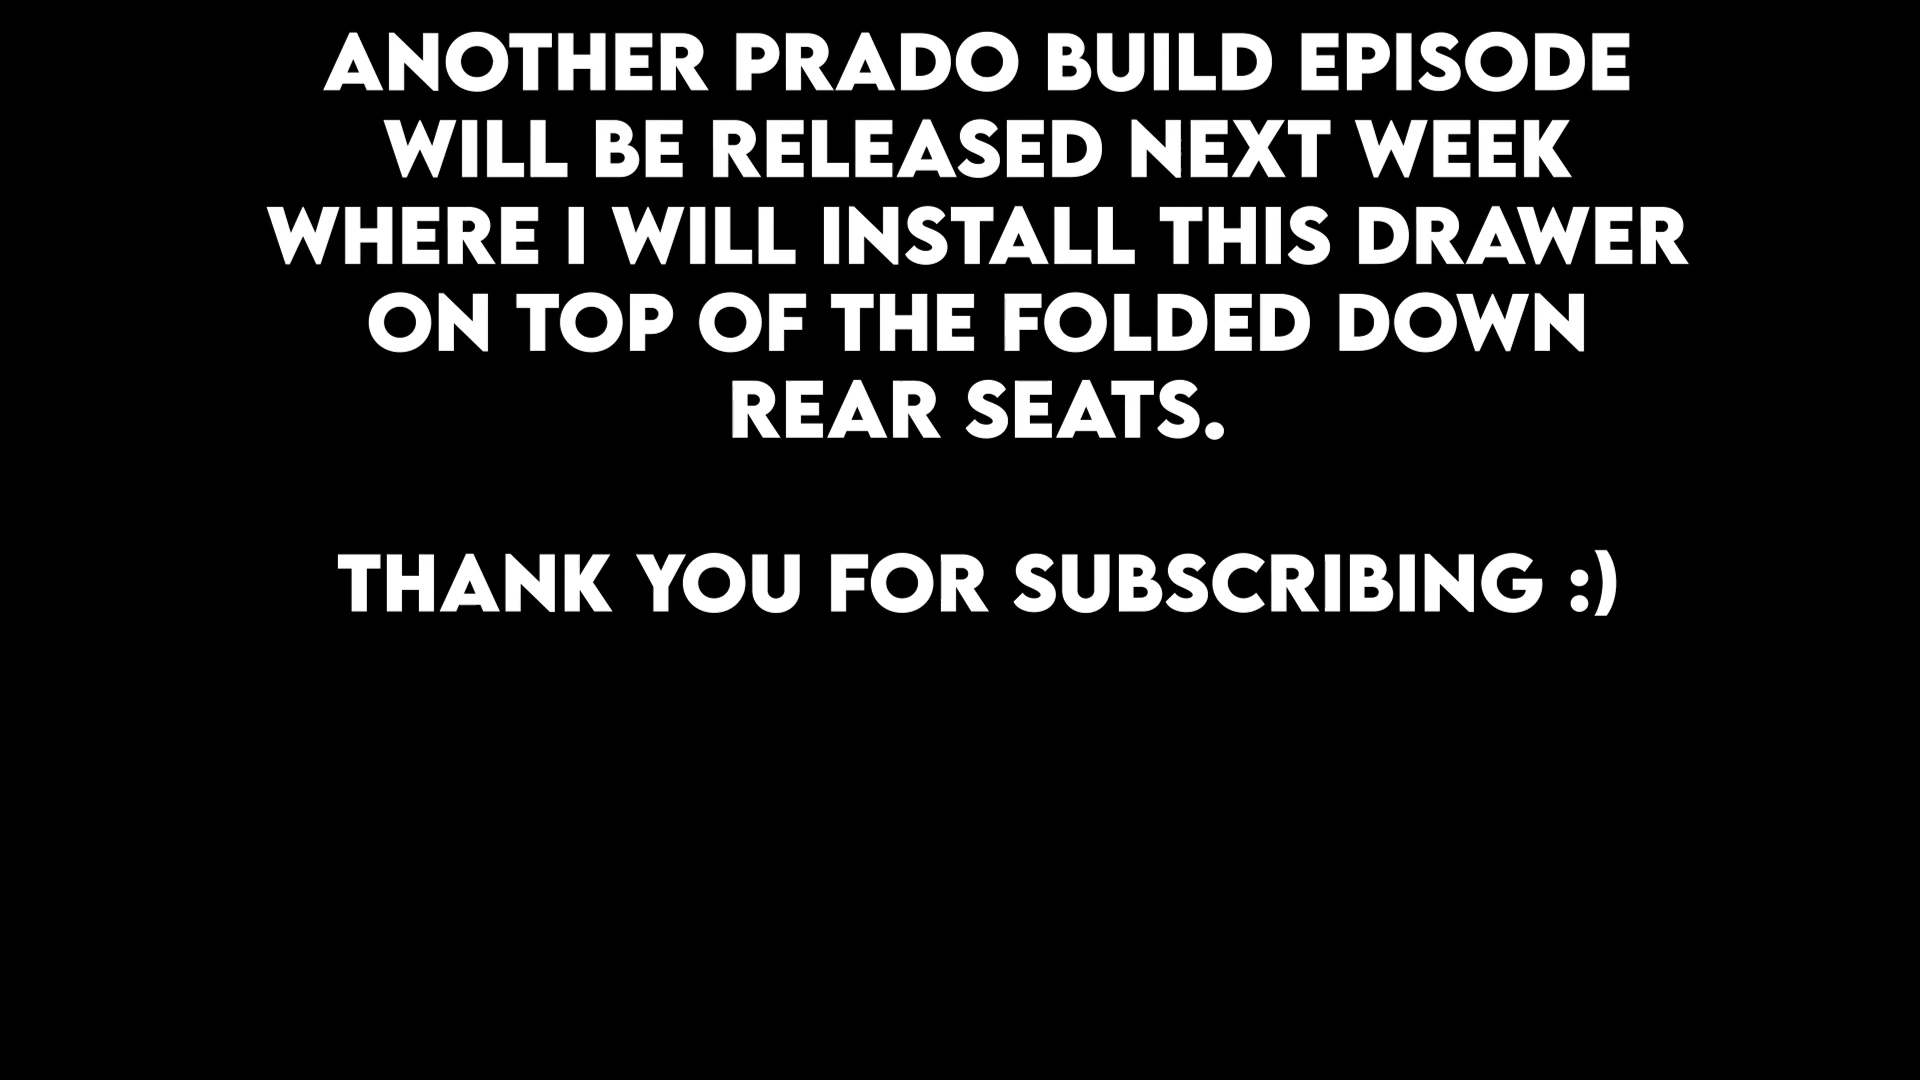 ANOTHER PRADO BUILD EPISODE
WILL BE RELEASED NEXT WEEK
WHERE I WILL INSTALL THIS DRAWER
ON TOP OF THE FOLDED DOWN
REAR SEATS.
THANK YOU FOR SUBSCRIBING :)